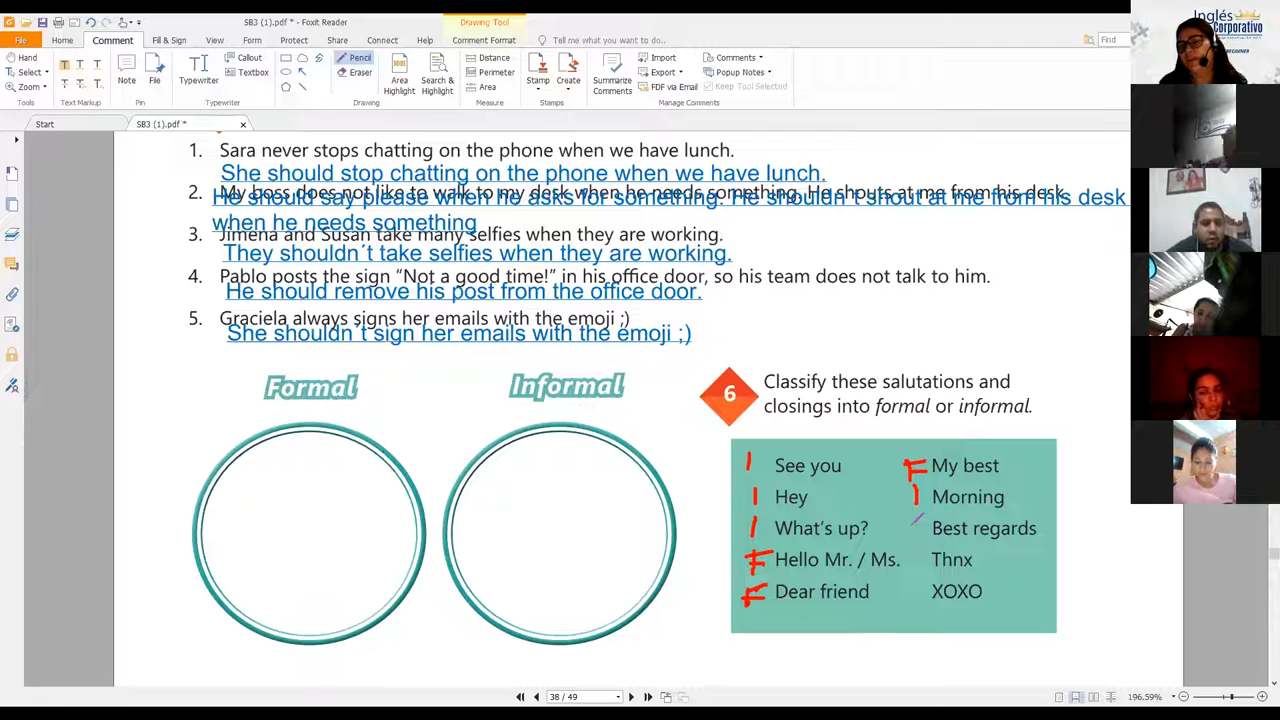 SB3 (1).pdf * - Foxit Reader
Drawing Tool
File Home Comment Fill & Sign View Form Protect Share Connect Help Comment Format Tell me what you want to do... Find
Hand
Select
Zoom
Tools
Text Markup
Note
File
Pin
Typewriter
Callout
Textbox
Typewriter
Pencil
Eraser
Drawing
Area Highlight
Search & Highlight
Distance
Perimeter
Area
Measure
Stamp
Create
Stamps
Summarize Comments
Import
Export
FDF via Email
Comments
Popup Notes
Keep Tool Selected
Manage Comments
Start
SB3 (1).pdf *
Inglés
Corporativo
BEGINNER
1. Sara never stops chatting on the phone when we have lunch.
She should stop chatting on the phone when we have lunch.
2. My boss does not like to walk to my desk when he needs something. He shouts at me from his desk.
He should say please when he asks for something. He shouldn't shout at me from his desk
when he needs something
3. Jimena and Susan take many selfies when they are working.
They shouldn´t take selfies when they are working.
4. Pablo posts the sign “Not a good time!” in his office door, so his team does not talk to him.
He should remove his post from the office door.
5. Graciela always signs her emails with the emoji ;)
She shouldn´t sign her emails with the emoji ;)
Formal
Informal
6 Classify these salutations and
closings into formal or informal.
I See you
I Hey
I What's up?
F Hello Mr. / Ms.
F Dear friend
F My best
I Morning
Best regards
Thnx
XOXO
38 / 49
196.59%